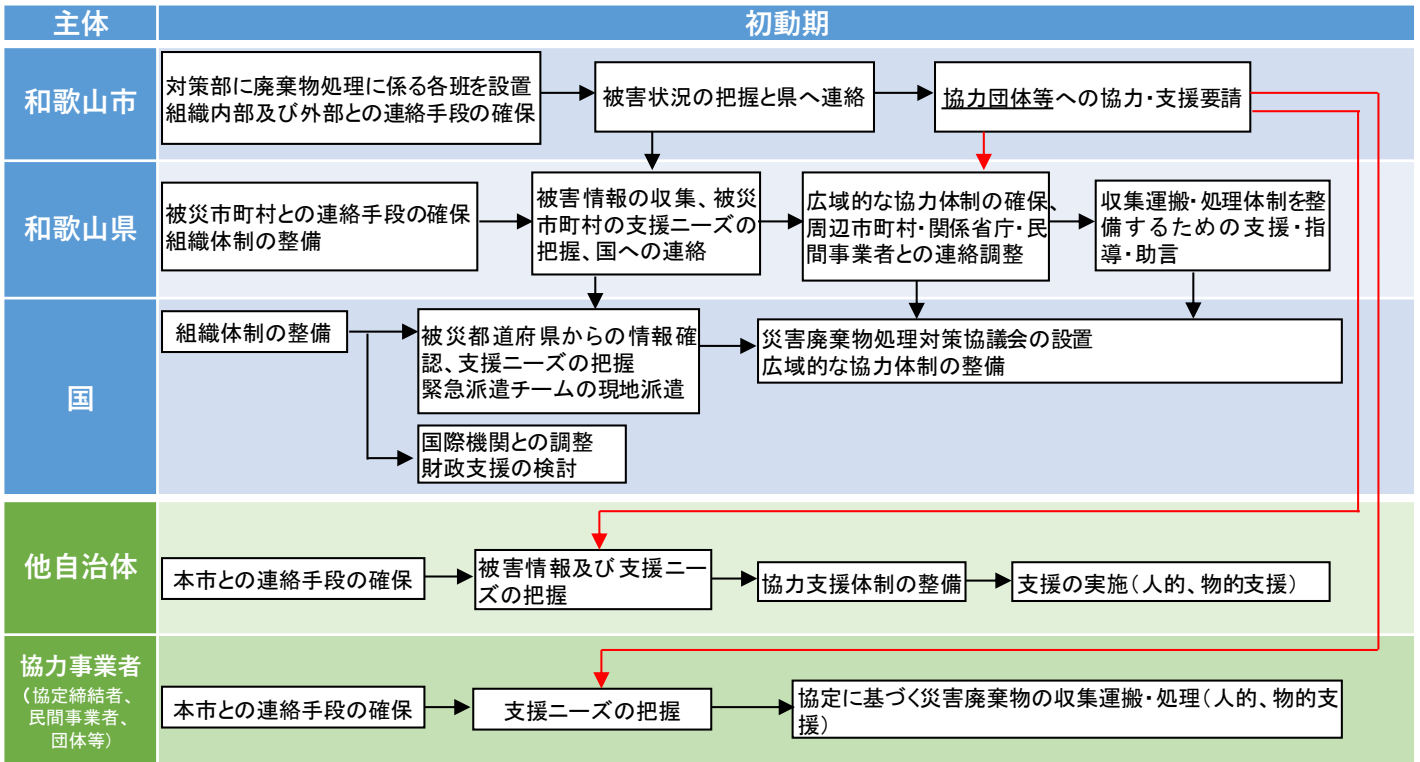 主体
初動期
和歌山市
対策部に廃棄物処理に係る各班を設置
組織内部及び外部との連絡手段の確保
被害状況の把握と県へ連絡
協力団体等への協力・支援要請
和歌山県
被災市町村との連絡手段の確保
組織体制の整備
被害情報の収集、被災
市町村の支援ニーズの
把握、国への連絡
広域的な協力体制の確保、
周辺市町村・関係省庁・民
間事業者との連絡調整
収集運搬・処理体制を整
備するための支援・指
導・助言
国
組織体制の整備
被災都道府県からの情報確
認、支援ニーズの把握
緊急派遣チームの現地派遣
災害廃棄物処理対策協議会の設置
広域的な協力体制の整備
国際機関との調整
財政支援の検討
他自治体
本市との連絡手段の確保
被害情報及び支援ニー
ズの把握
協力支援体制の整備
支援の実施（人的、物的支援）
協力事業者
（協定締結者、
民間事業者、
団体等）
本市との連絡手段の確保
支援ニーズの把握
協定に基づく災害廃棄物の収集運搬・処理（人的、物的支
援）